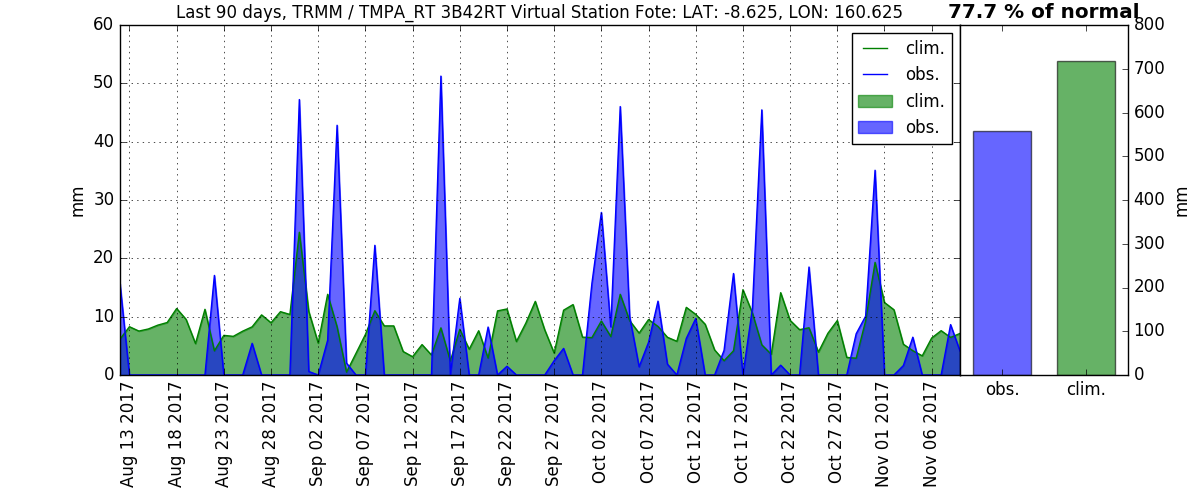 Last 90 days, TRMM / TMPA_RT 3B42RT Virtual Station Fote: LAT: -8.625, LON: 160.625
77.7 % of normal
60
50
40
30
20
10
0
mm
clim.
obs.
clim.
obs.
800
700
600
500
400
300
200
100
0
mm
Aug 13 2017
Aug 18 2017
Aug 23 2017
Aug 28 2017
Sep 02 2017
Sep 07 2017
Sep 12 2017
Sep 17 2017
Sep 22 2017
Sep 27 2017
Oct 02 2017
Oct 07 2017
Oct 12 2017
Oct 17 2017
Oct 22 2017
Oct 27 2017
Nov 01 2017
Nov 06 2017
obs.
clim.